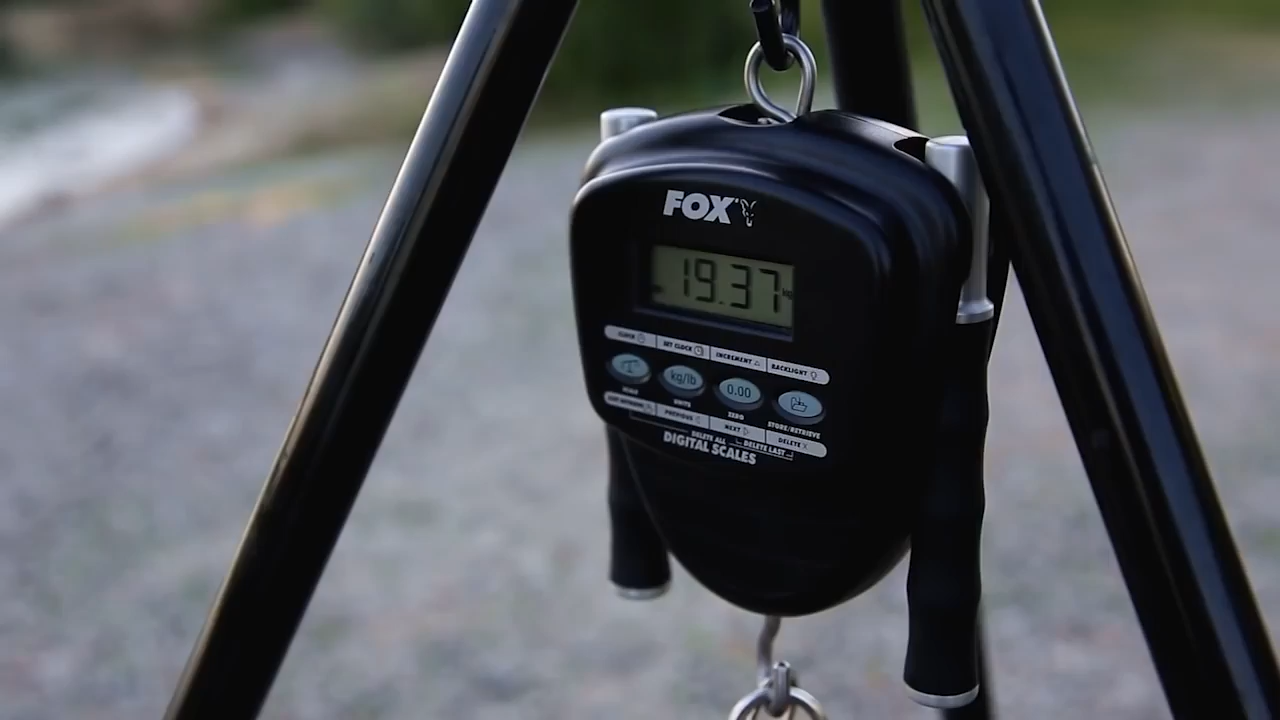 FOX
19.37 kg
CLOCK SET CLOCK INCREMENT BACKLIGHT
kg/lb 0.00
UNITS ZERO STORE/RETRIEVE
PREVIOUS NEXT DELETE
DELETE ALL DELETE LAST
DIGITAL SCALES